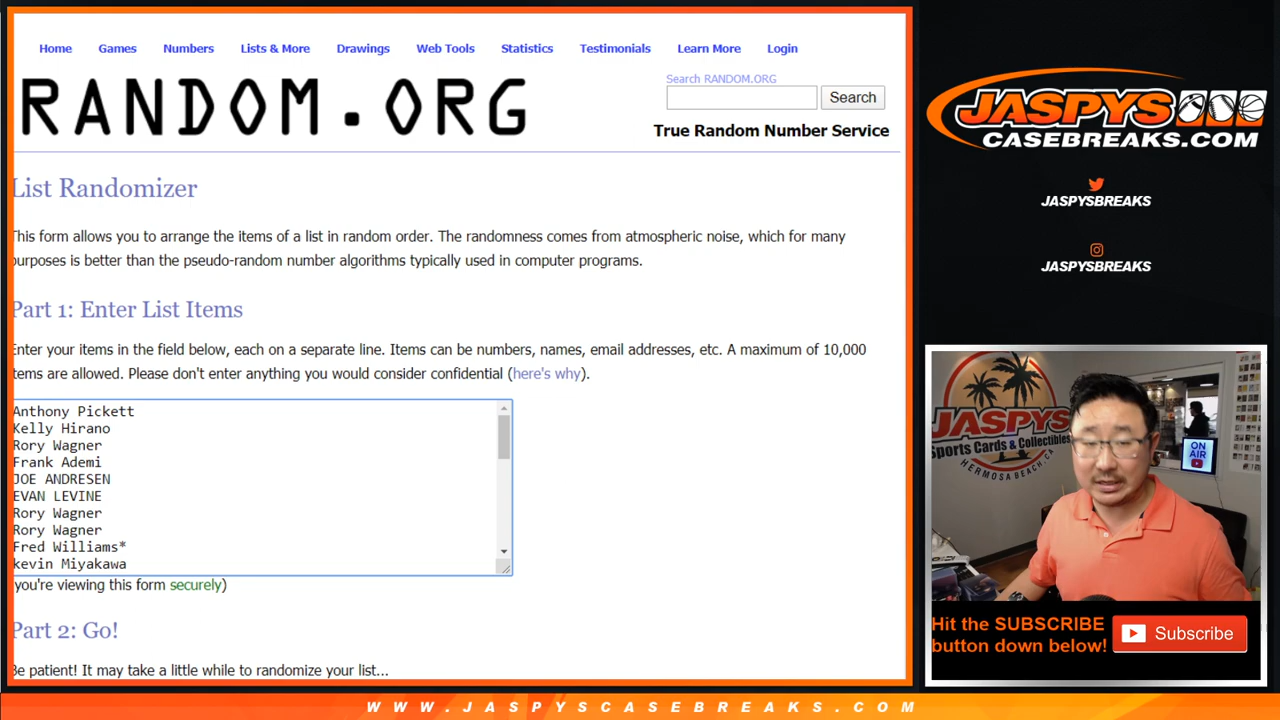 Home Games Numbers Lists & More Drawings Web Tools Statistics Testimonials Learn More Login
RANDOM.ORG
Search RANDOM.ORG
Search
True Random Number Service
List Randomizer
This form allows you to arrange the items of a list in random order. The randomness comes from atmospheric noise, which for many
purposes is better than the pseudo-random number algorithms typically used in computer programs.
Part 1: Enter List Items
Enter your items in the field below, each on a separate line. Items can be numbers, names, email addresses, etc. A maximum of 10,000
items are allowed. Please don't enter anything you would consider confidential (here's why).
Anthony Pickett
Kelly Hirano
Rory Wagner
Frank Ademi
JOE ANDRESEN
EVAN LEVINE
Rory Wagner
Rory Wagner
Fred Williams*
kevin Miyakawa
you're viewing this form securely)
Part 2: Go!
Be patient! It may take a little while to randomize your list...
JASPYS
CASEBREAKS.COM
JASPYSBREAKS
JASPYSBREAKS
JASPYS
Sports Cards & Collectibles
HERMOSA BEACH, CA
ON
AIR
Hit the SUBSCRIBE
button down below!
Subscribe
WWW.JASPYSCASEBREAKS.COM